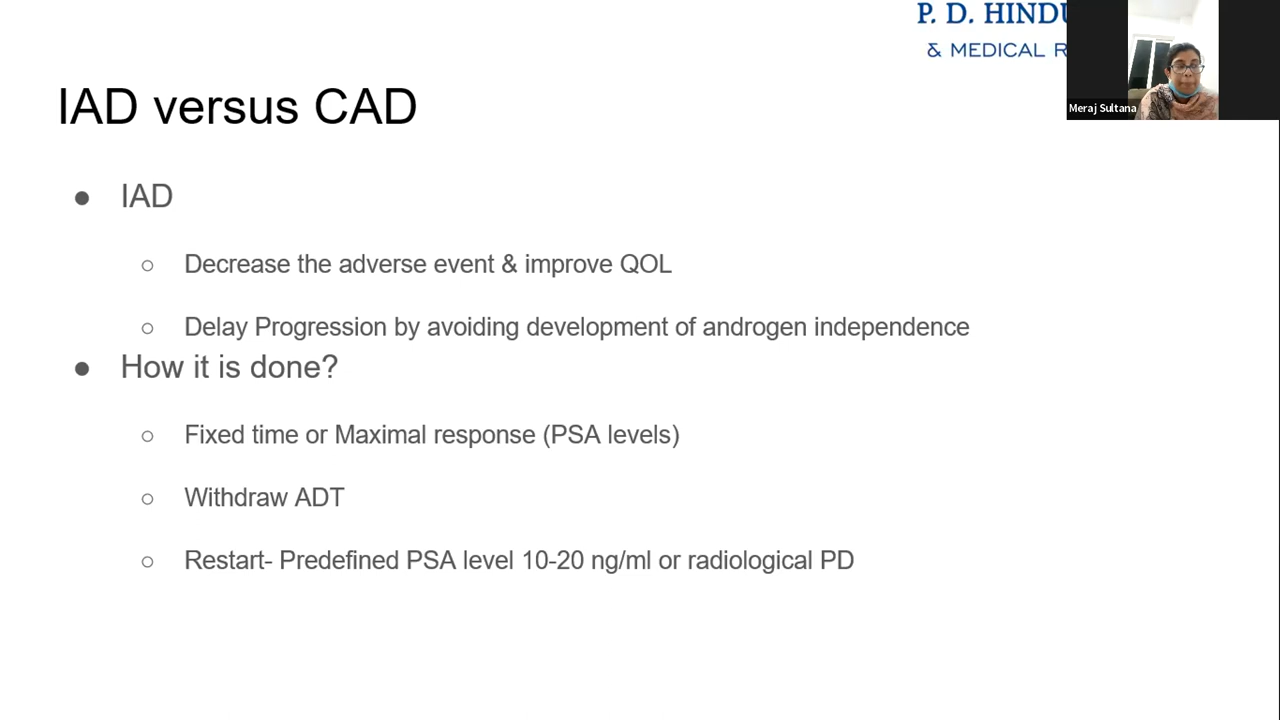 P. D. HINDU
& MEDICAL R
Meraj Sultana
IAD versus CAD
● IAD
○ Decrease the adverse event & improve QOL
○ Delay Progression by avoiding development of androgen independence
● How it is done?
○ Fixed time or Maximal response (PSA levels)
○ Withdraw ADT
○ Restart- Predefined PSA level 10-20 ng/ml or radiological PD